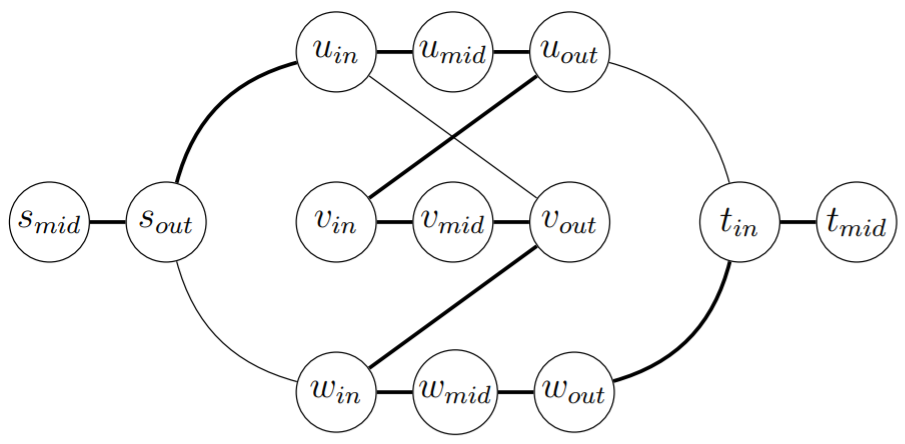 u_in u_mid u_out
s_mid s_out v_in v_mid v_out t_in t_mid
w_in w_mid w_out